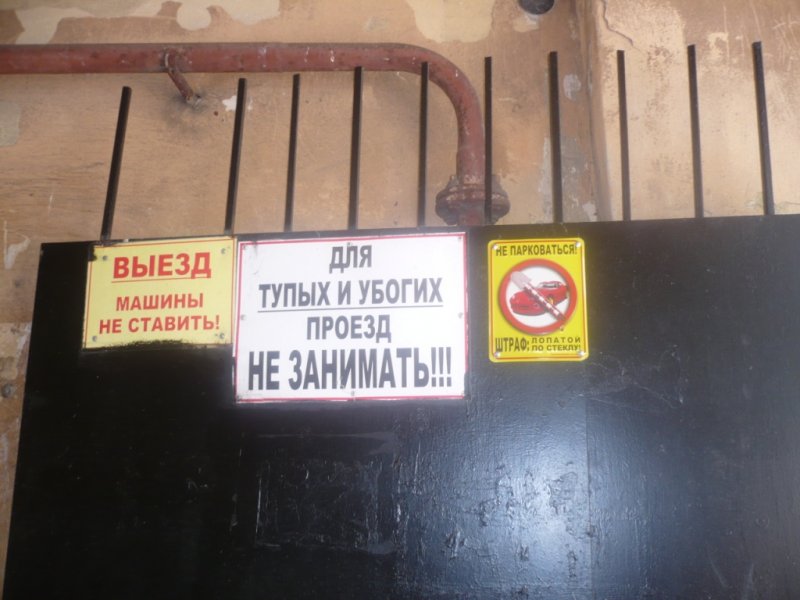 ВЫЕЗД
МАШИНЫ
НЕ СТАВИТЬ!
ДЛЯ
ТУПЫХ И УБОГИХ
ПРОЕЗД
НЕ ЗАНИМАТЬ!!!
НЕ ПАРКОВАТЬСЯ!
ШТРАФ: ЛОПАТОЙ
ПО СТЕКЛУ!